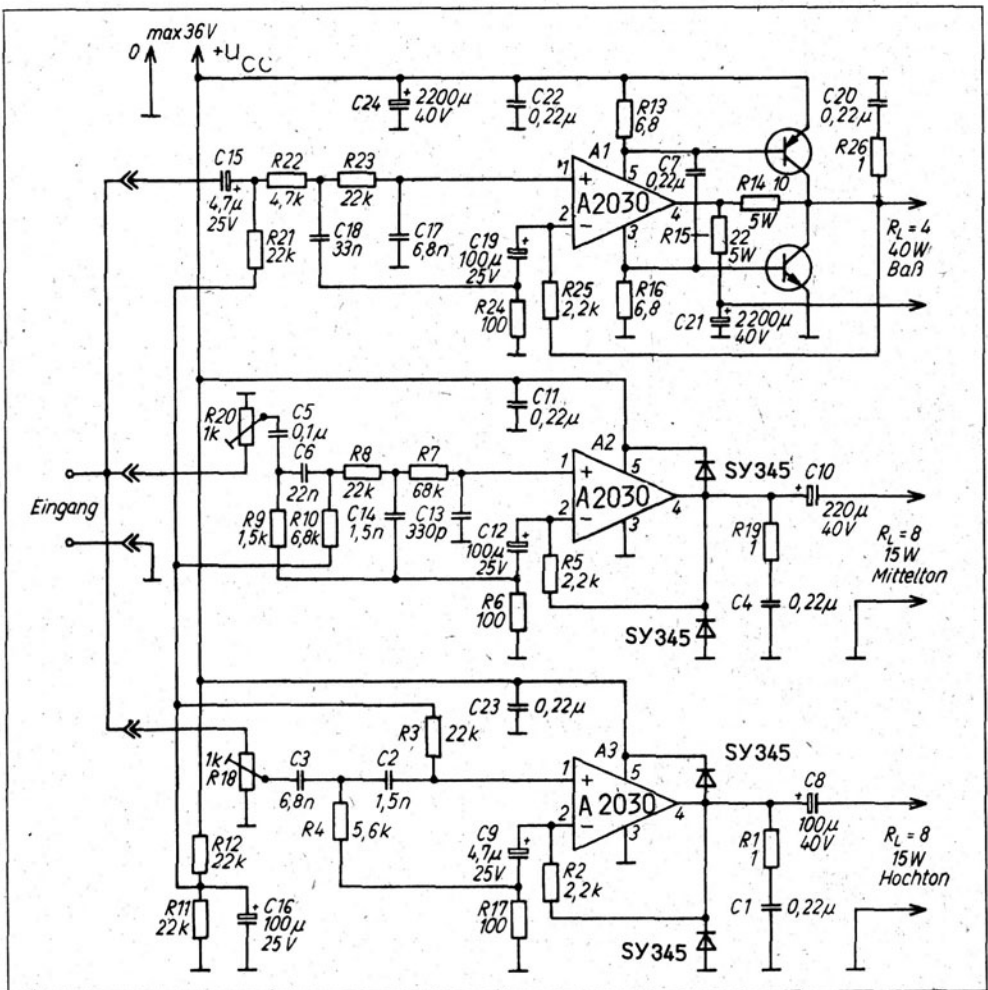 max 36V
0
+U CC
C24
+
2200µ
40V
C22
0,22µ
R13
6,8
C20
0,22µ
R26
1
C15
4,7µ +
25V
R22
4,7k
R23
22k
R21
22k
C18
33n
C17
6,8n
C19
100µ
25V
+
R24
100
A1
1
+
5
A2030
2
−
3
4
C7
0,22µ
R14 10
5W
R15
22
5W
R25
2,2k
R16
6,8
C21
+
2200µ
40V
RL = 4
40W
Baß
C11
0,22µ
R20
1k
C5
0,1µ
C6
22n
R8
22k
R7
68k
R9
1,5k
R10
6,8k
C14
1,5n
C13
330p
C12
100µ
25V
+
R6
100
A2
1
+
5
A2030
2
−
3
4
R5
2,2k
SY345
SY345
+ C10
220µ
40V
R19
1
C4
0,22µ
RL = 8
15W
Mittelton
Eingang
C23
0,22µ
R3
22k
1k
R18
C3
6,8n
C2
1,5n
R4
5,6k
C9
4,7µ
25V
+
R17
100
A3
1
+
5
A 2030
2
−
3
4
R2
2,2k
SY345
SY345
+ C8
100µ
40V
R1
1
C1
0,22µ
RL = 8
15W
Hochton
R12
22k
R11
22k
+ C16
100µ
25V